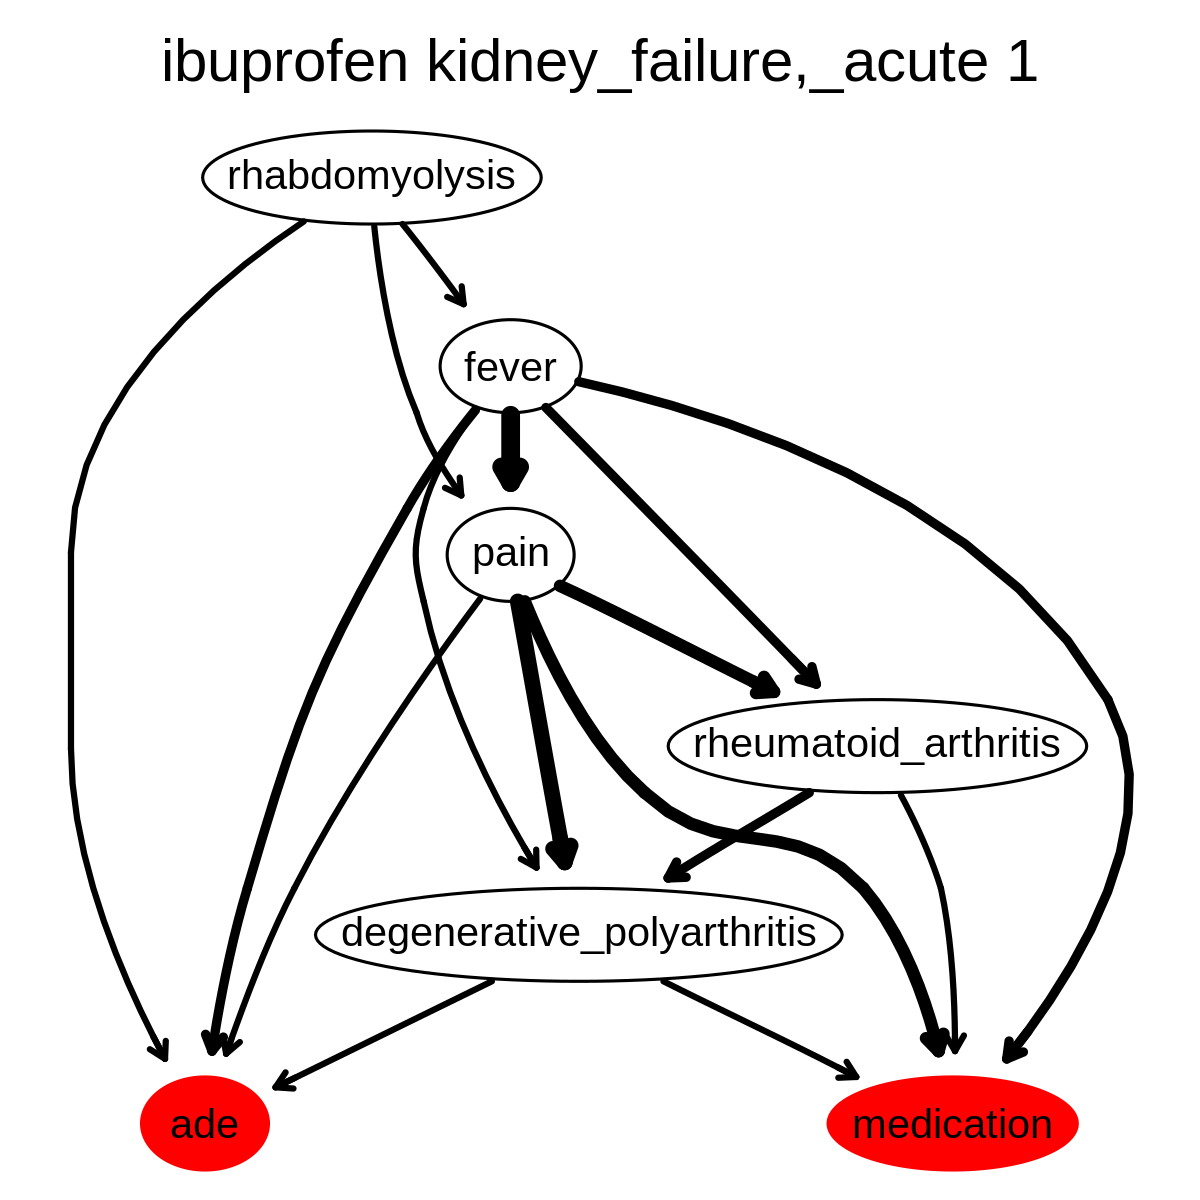 ibuprofen kidney_failure,_acute 1
rhabdomyolysis
fever
pain
rheumatoid_arthritis
degenerative_polyarthritis
ade
medication